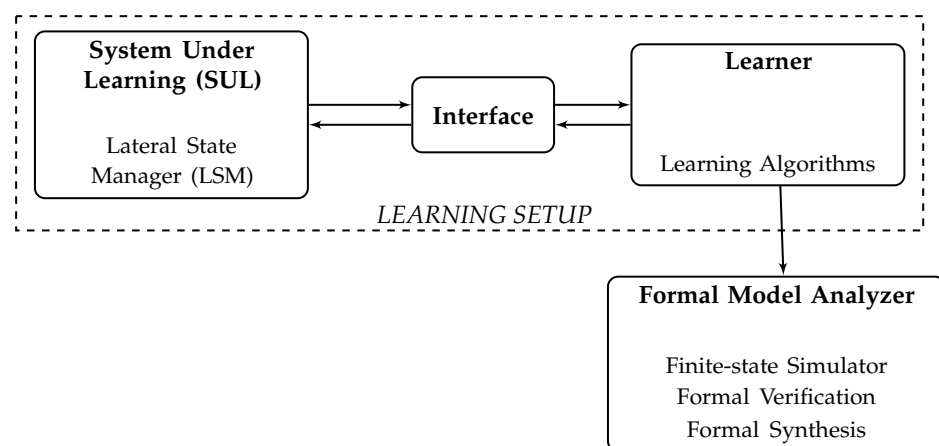 System Under
Learning (SUL)
Lateral State
Manager (LSM)
Interface
Learner
Learning Algorithms
LEARNING SETUP
Formal Model Analyzer
Finite-state Simulator
Formal Verification
Formal Synthesis